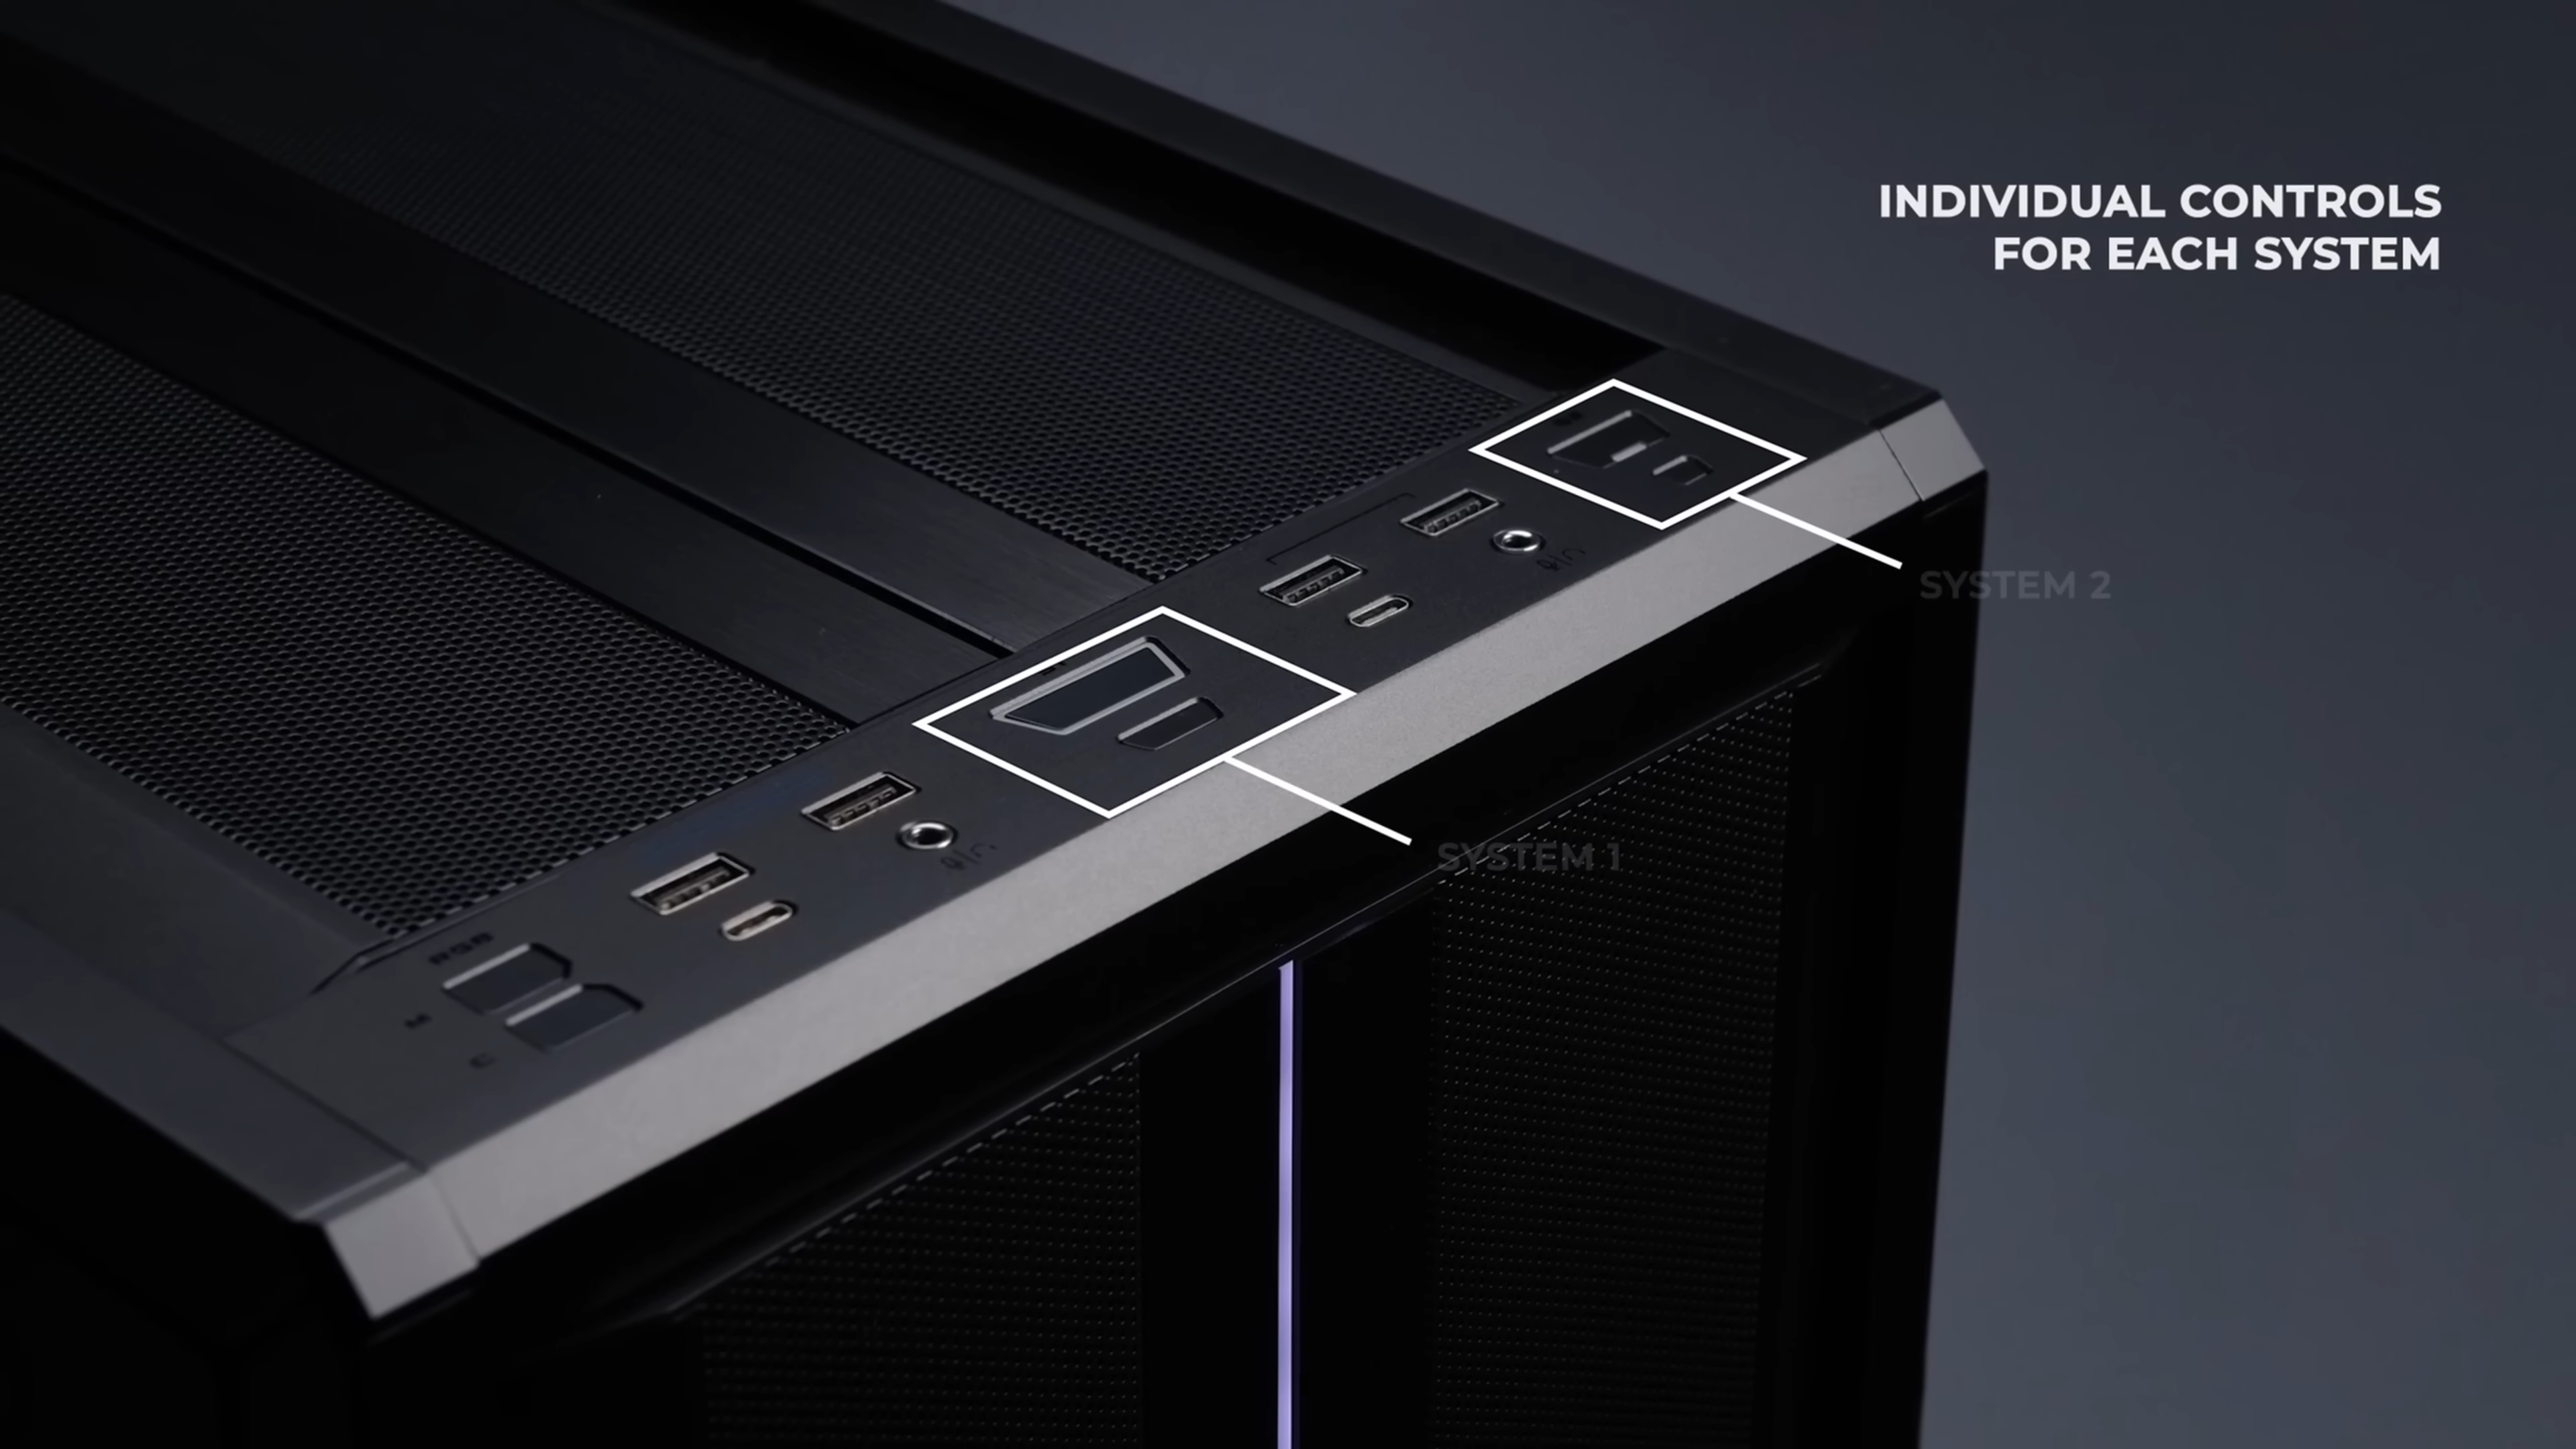 INDIVIDUAL CONTROLS
FOR EACH SYSTEM
SYSTEM 2
SYSTEM 1
RGB
M
C